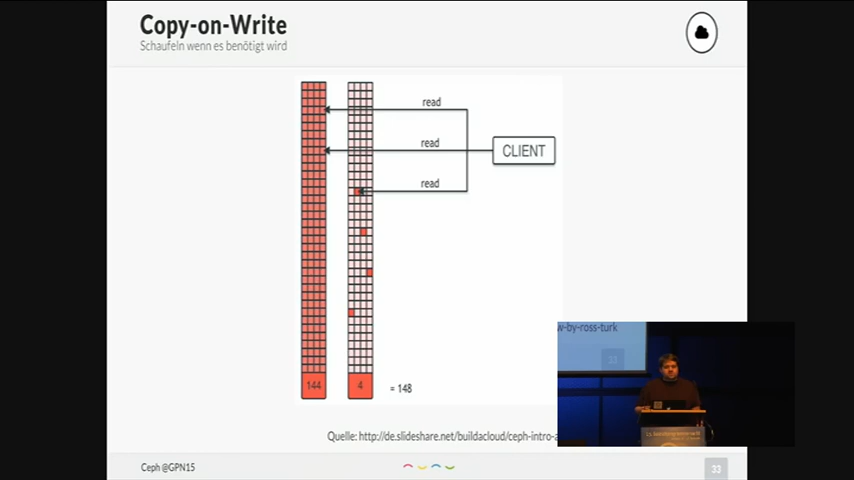 Copy-on-Write
Schaufeln wenn es benötigt wird
read
read
CLIENT
read
144
4
= 148
w-by-ross-turk
33
Quelle: http://de.slideshare.net/buildacloud/ceph-intro-a
Ceph @GPN15
33